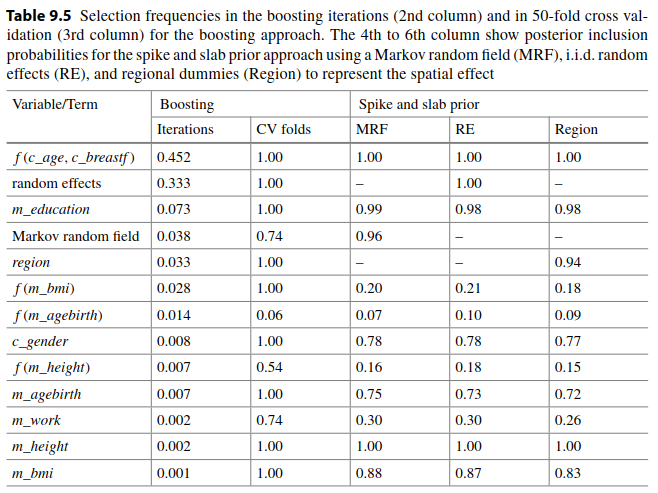 Table 9.5 Selection frequencies in the boosting iterations (2nd column) and in 50-fold cross val-
idation (3rd column) for the boosting approach. The 4th to 6th column show posterior inclusion
probabilities for the spike and slab prior approach using a Markov random field (MRF), i.i.d. random
effects (RE), and regional dummies (Region) to represent the spatial effect
Variable/Term Boosting Spike and slab prior
Iterations CV folds MRF RE Region
f(c_age, c_breastf) 0.452 1.00 1.00 1.00 1.00
random effects 0.333 1.00 – 1.00 –
m_education 0.073 1.00 0.99 0.98 0.98
Markov random field 0.038 0.74 0.96 – –
region 0.033 1.00 – – 0.94
f(m_bmi) 0.028 1.00 0.20 0.21 0.18
f(m_agebirth) 0.014 0.06 0.07 0.10 0.09
c_gender 0.008 1.00 0.78 0.78 0.77
f(m_height) 0.007 0.54 0.16 0.18 0.15
m_agebirth 0.007 1.00 0.75 0.73 0.72
m_work 0.002 0.74 0.30 0.30 0.26
m_height 0.002 1.00 1.00 1.00 1.00
m_bmi 0.001 1.00 0.88 0.87 0.83